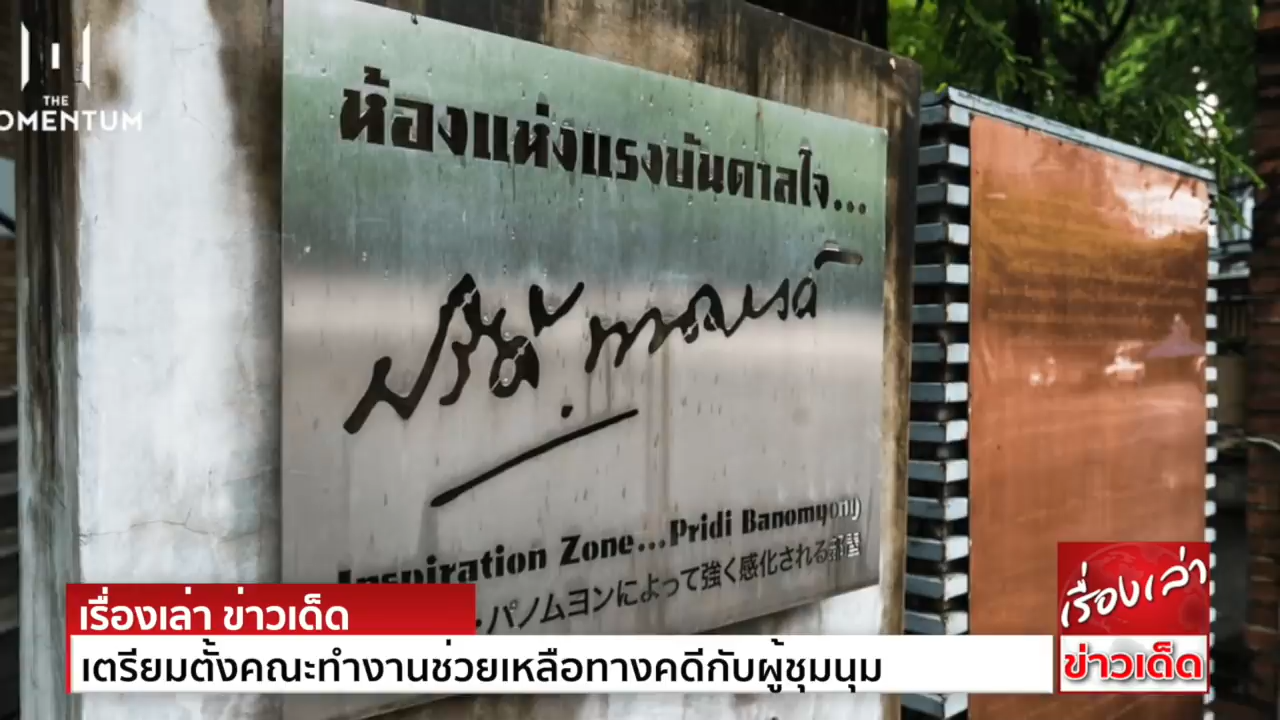 THE
OMENTUM
ห้องแห่งแรงบันดาลใจ...
ปรีดี พนมยงค์
Inspiration Zone...Pridi Banomyong
・パノムヨンによって強く感化される部屋
เรื่องเล่า ข่าวเด็ด
เตรียมตั้งคณะทำงานช่วยเหลือทางคดีกับผู้ชุมนุม
เรื่องเล่า
ข่าวเด็ด